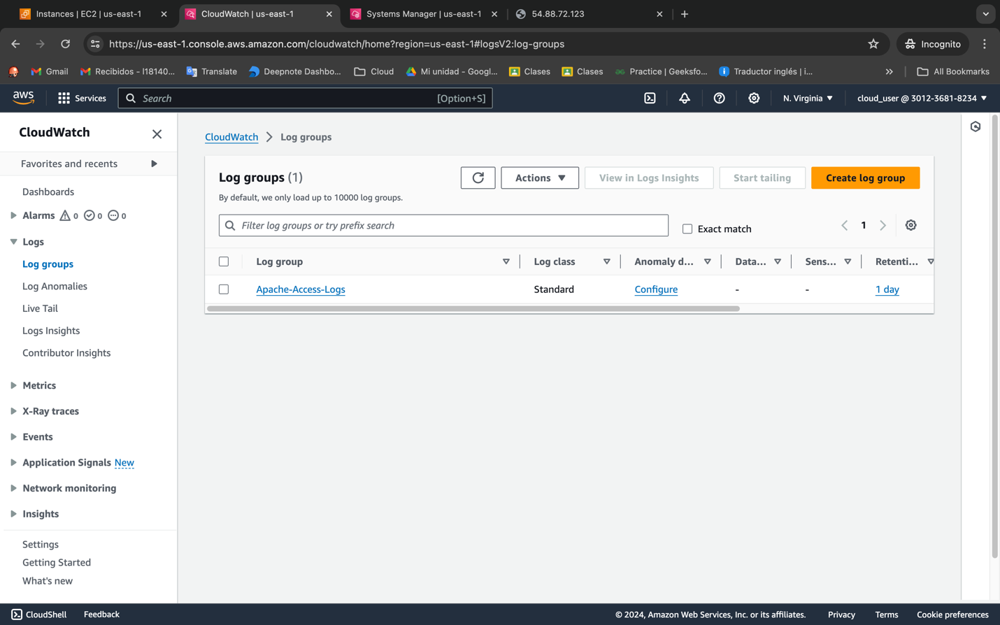 Instances | EC2 | us-east-1
CloudWatch | us-east-1
Systems Manager | us-east-1
54.88.72.123
https://us-east-1.console.aws.amazon.com/cloudwatch/home?region=us-east-1#logsV2:log-groups
Incognito
Gmail
Recibidos - l18140...
Translate
Deepnote Dashbo...
Cloud
Mi unidad - Googl...
Clases
Clases
Practice | Geeksfo...
Traductor inglés | i...
All Bookmarks
aws
Services
Search
[Option+S]
N. Virginia
cloud_user @ 3012-3681-8234
CloudWatch
Favorites and recents
Dashboards
Alarms 0 0 0
Logs
Log groups
Log Anomalies
Live Tail
Logs Insights
Contributor Insights
Metrics
X-Ray traces
Events
Application Signals New
Network monitoring
Insights
Settings
Getting Started
What's new
CloudWatch > Log groups
Log groups (1)
Actions
View in Logs Insights
Start tailing
Create log group
By default, we only load up to 10000 log groups.
Filter log groups or try prefix search
Exact match
1
Log group
Log class
Anomaly d...
Data...
Sens...
Retenti...
Apache-Access-Logs
Standard
Configure
-
-
1 day
CloudShell
Feedback
© 2024, Amazon Web Services, Inc. or its affiliates.
Privacy
Terms
Cookie preferences